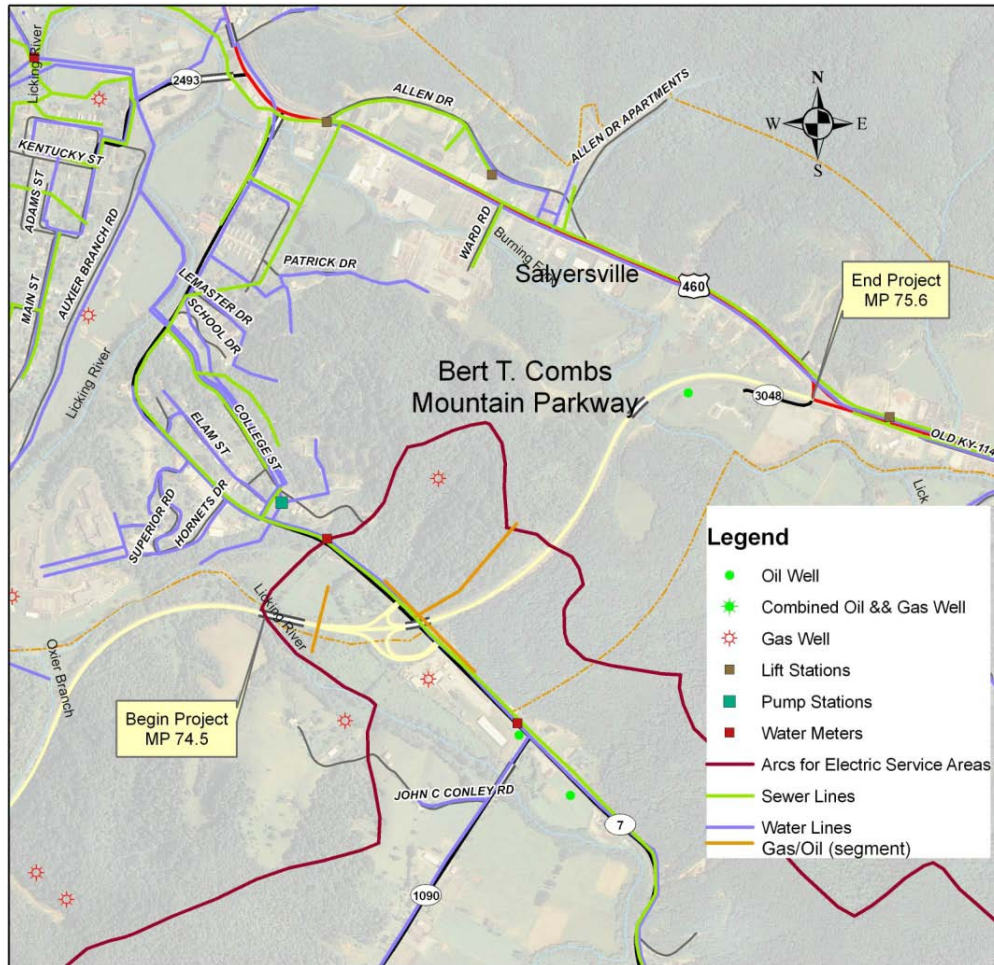 Licking River
2493
ALLEN DR
ALLEN DR APARTMENTS
N
W E
S
KENTUCKY ST
ADAMS ST
AUXIER BRANCH RD
MAIN ST
WARD RD
Burning F
PATRICK DR
Salyersville
LEMASTER DR
SCHOOL DR
460
End Project
MP 75.6
Licking River
Bert T. Combs
Mountain Parkway
3048
OLD KY-114
ELAM ST
COLLEGE ST
SUPERIOR RD
HORNETS DR
Lick
Licking River
Oxier Branch
Begin Project
MP 74.5
JOHN C CONLEY RD
7
1090
Legend
Oil Well
Combined Oil && Gas Well
Gas Well
Lift Stations
Pump Stations
Water Meters
Arcs for Electric Service Areas
Sewer Lines
Water Lines
Gas/Oil (segment)